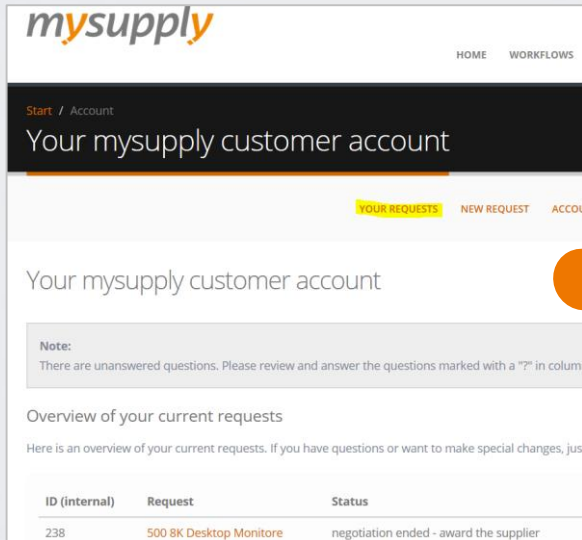 mysupply
HOME WORKFLOWS
Start / Account
Your mysupply customer account
YOUR REQUESTS NEW REQUEST
Your mysupply customer account
Note:
There are unanswered questions. Please review and answer the questions marked with a "?" in
Overview of your current requests
Here is an overview of your current requests. If you have questions or want to make special changes,
ID (internal) Request Status
238 500 8K Desktop Monitore negotiation ended - award the supplier